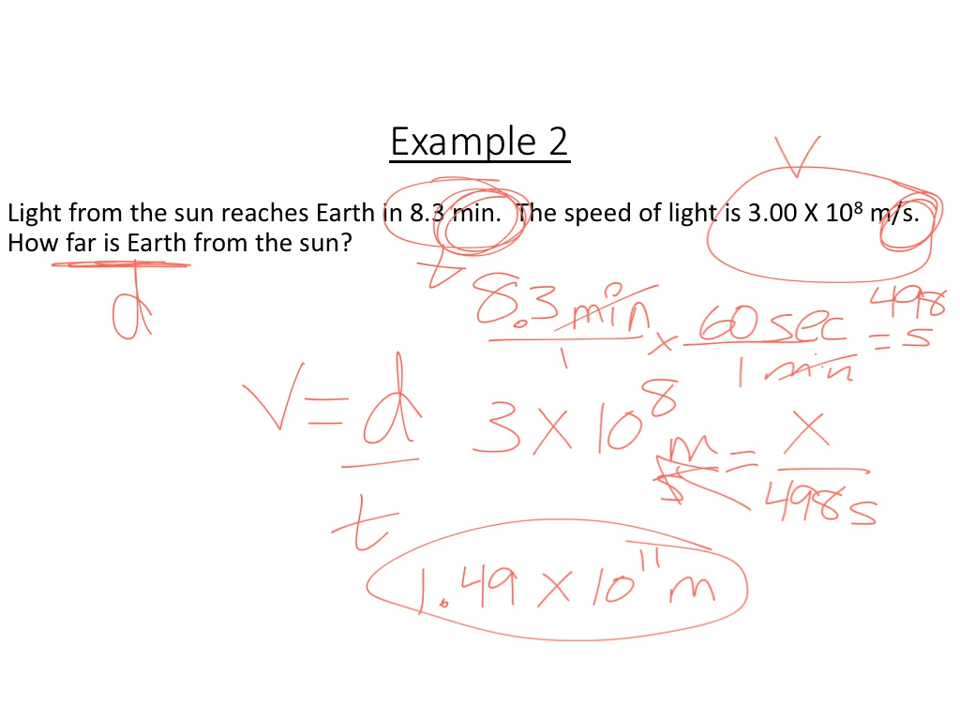 Example 2
V
Light from the sun reaches Earth in 8.3 min. The speed of light is 3.00 X 10⁸ m/s.
How far is Earth from the sun?
t
d
8.3 min/1 x 60 sec/1 min = 498 s
V = d/t
3 X 10⁸ m/s = X/498 s
1.49 X 10¹¹ m